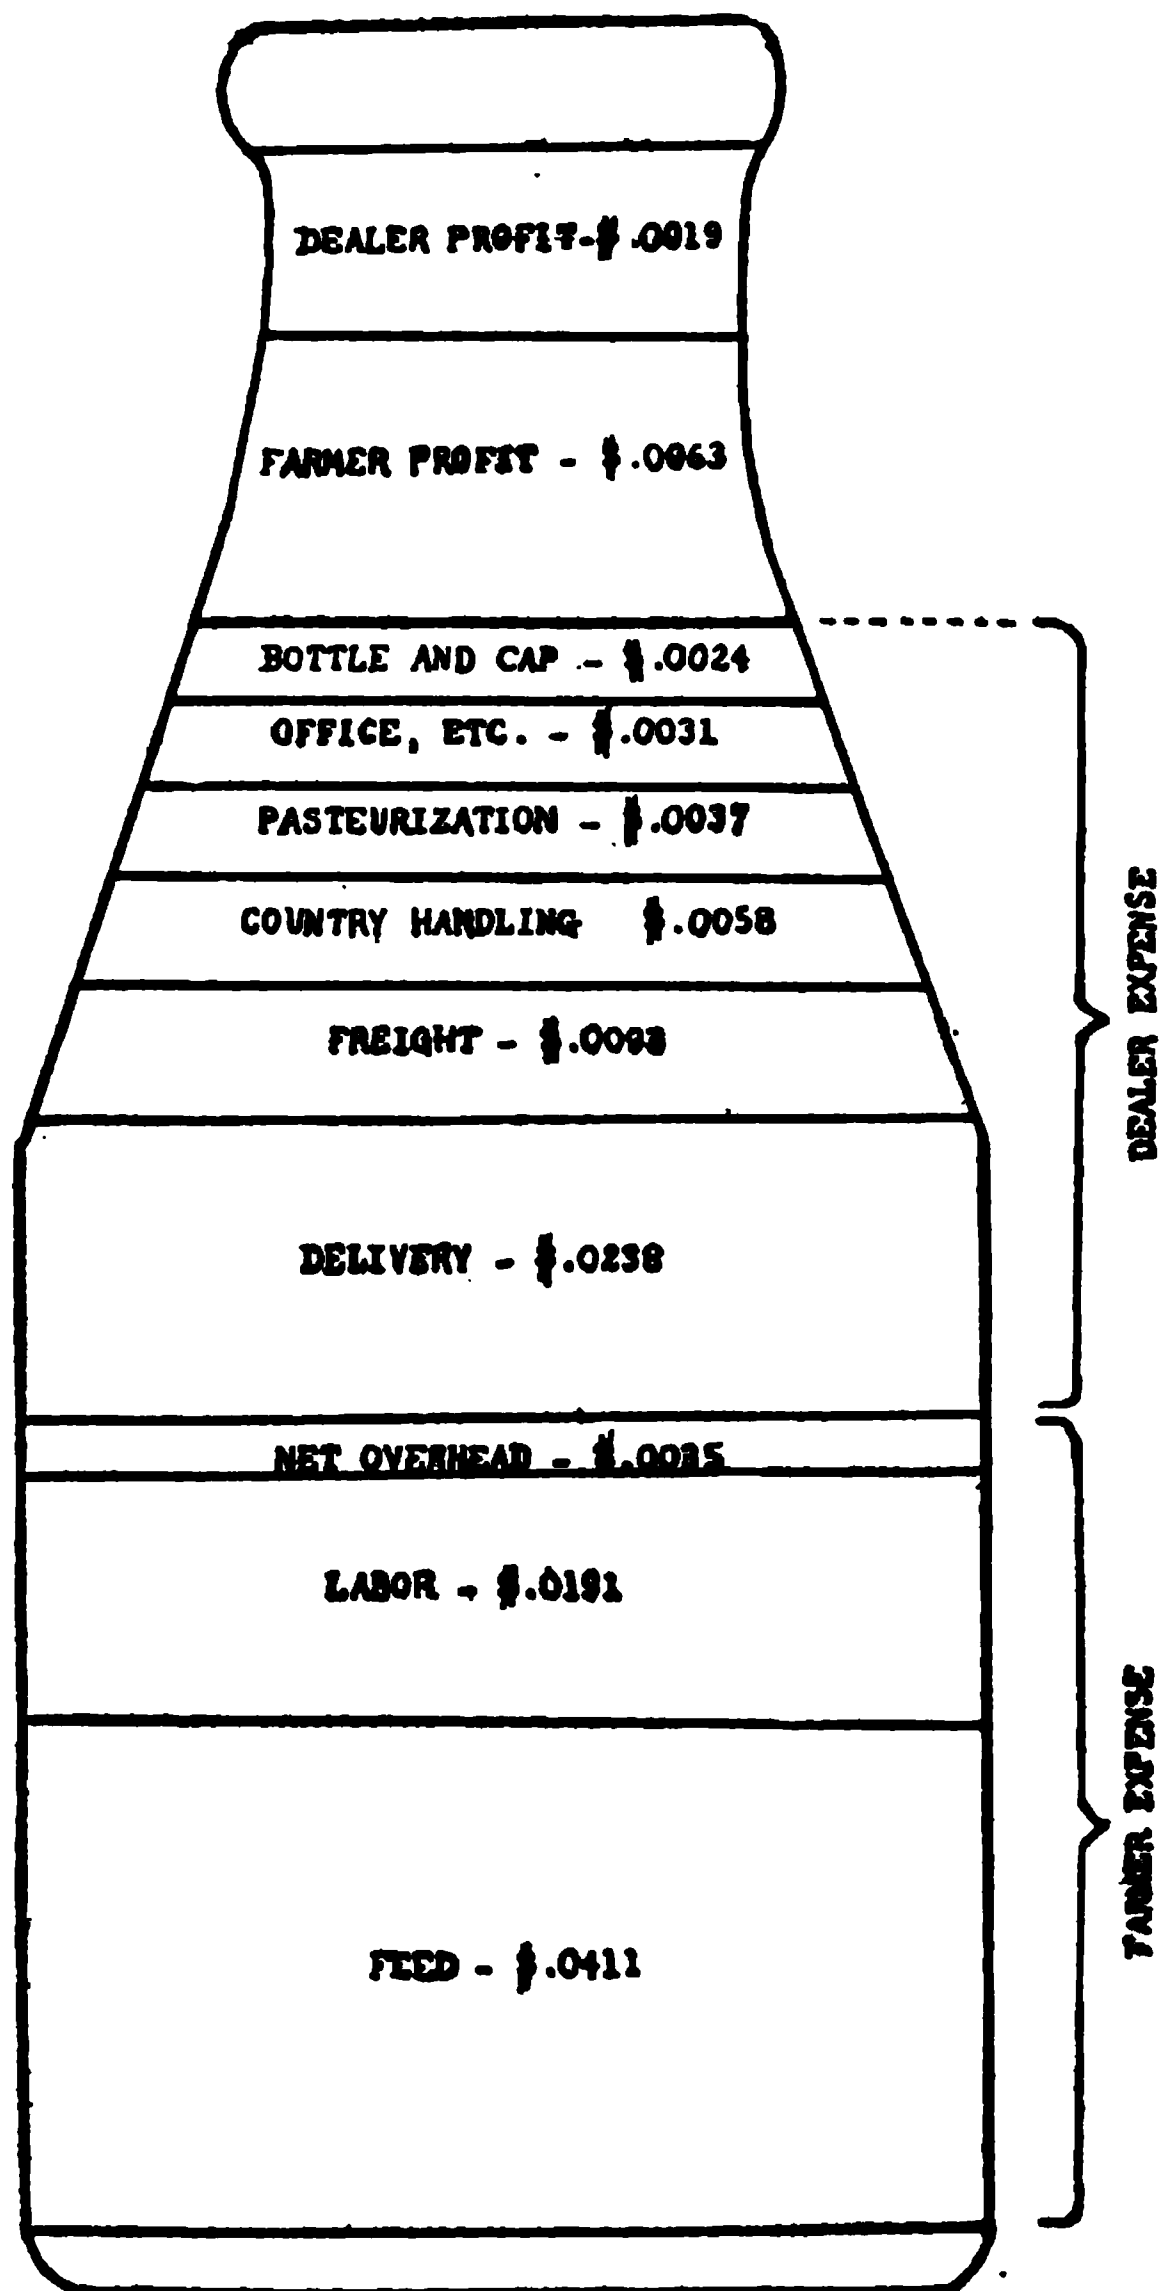 DEALER PROFIT-$.0019
FARMER PROFIT - $.0063
BOTTLE AND CAP - $.0024
OFFICE, ETC. - $.0031
PASTEURIZATION - $.0037
COUNTRY HANDLING $.0058
FREIGHT - $.0093
DELIVERY - $.0238
NET OVERHEAD - $.0035
LABOR - $.0191
FEED - $.0411
DEALER EXPENSE
FARMER EXPENSE